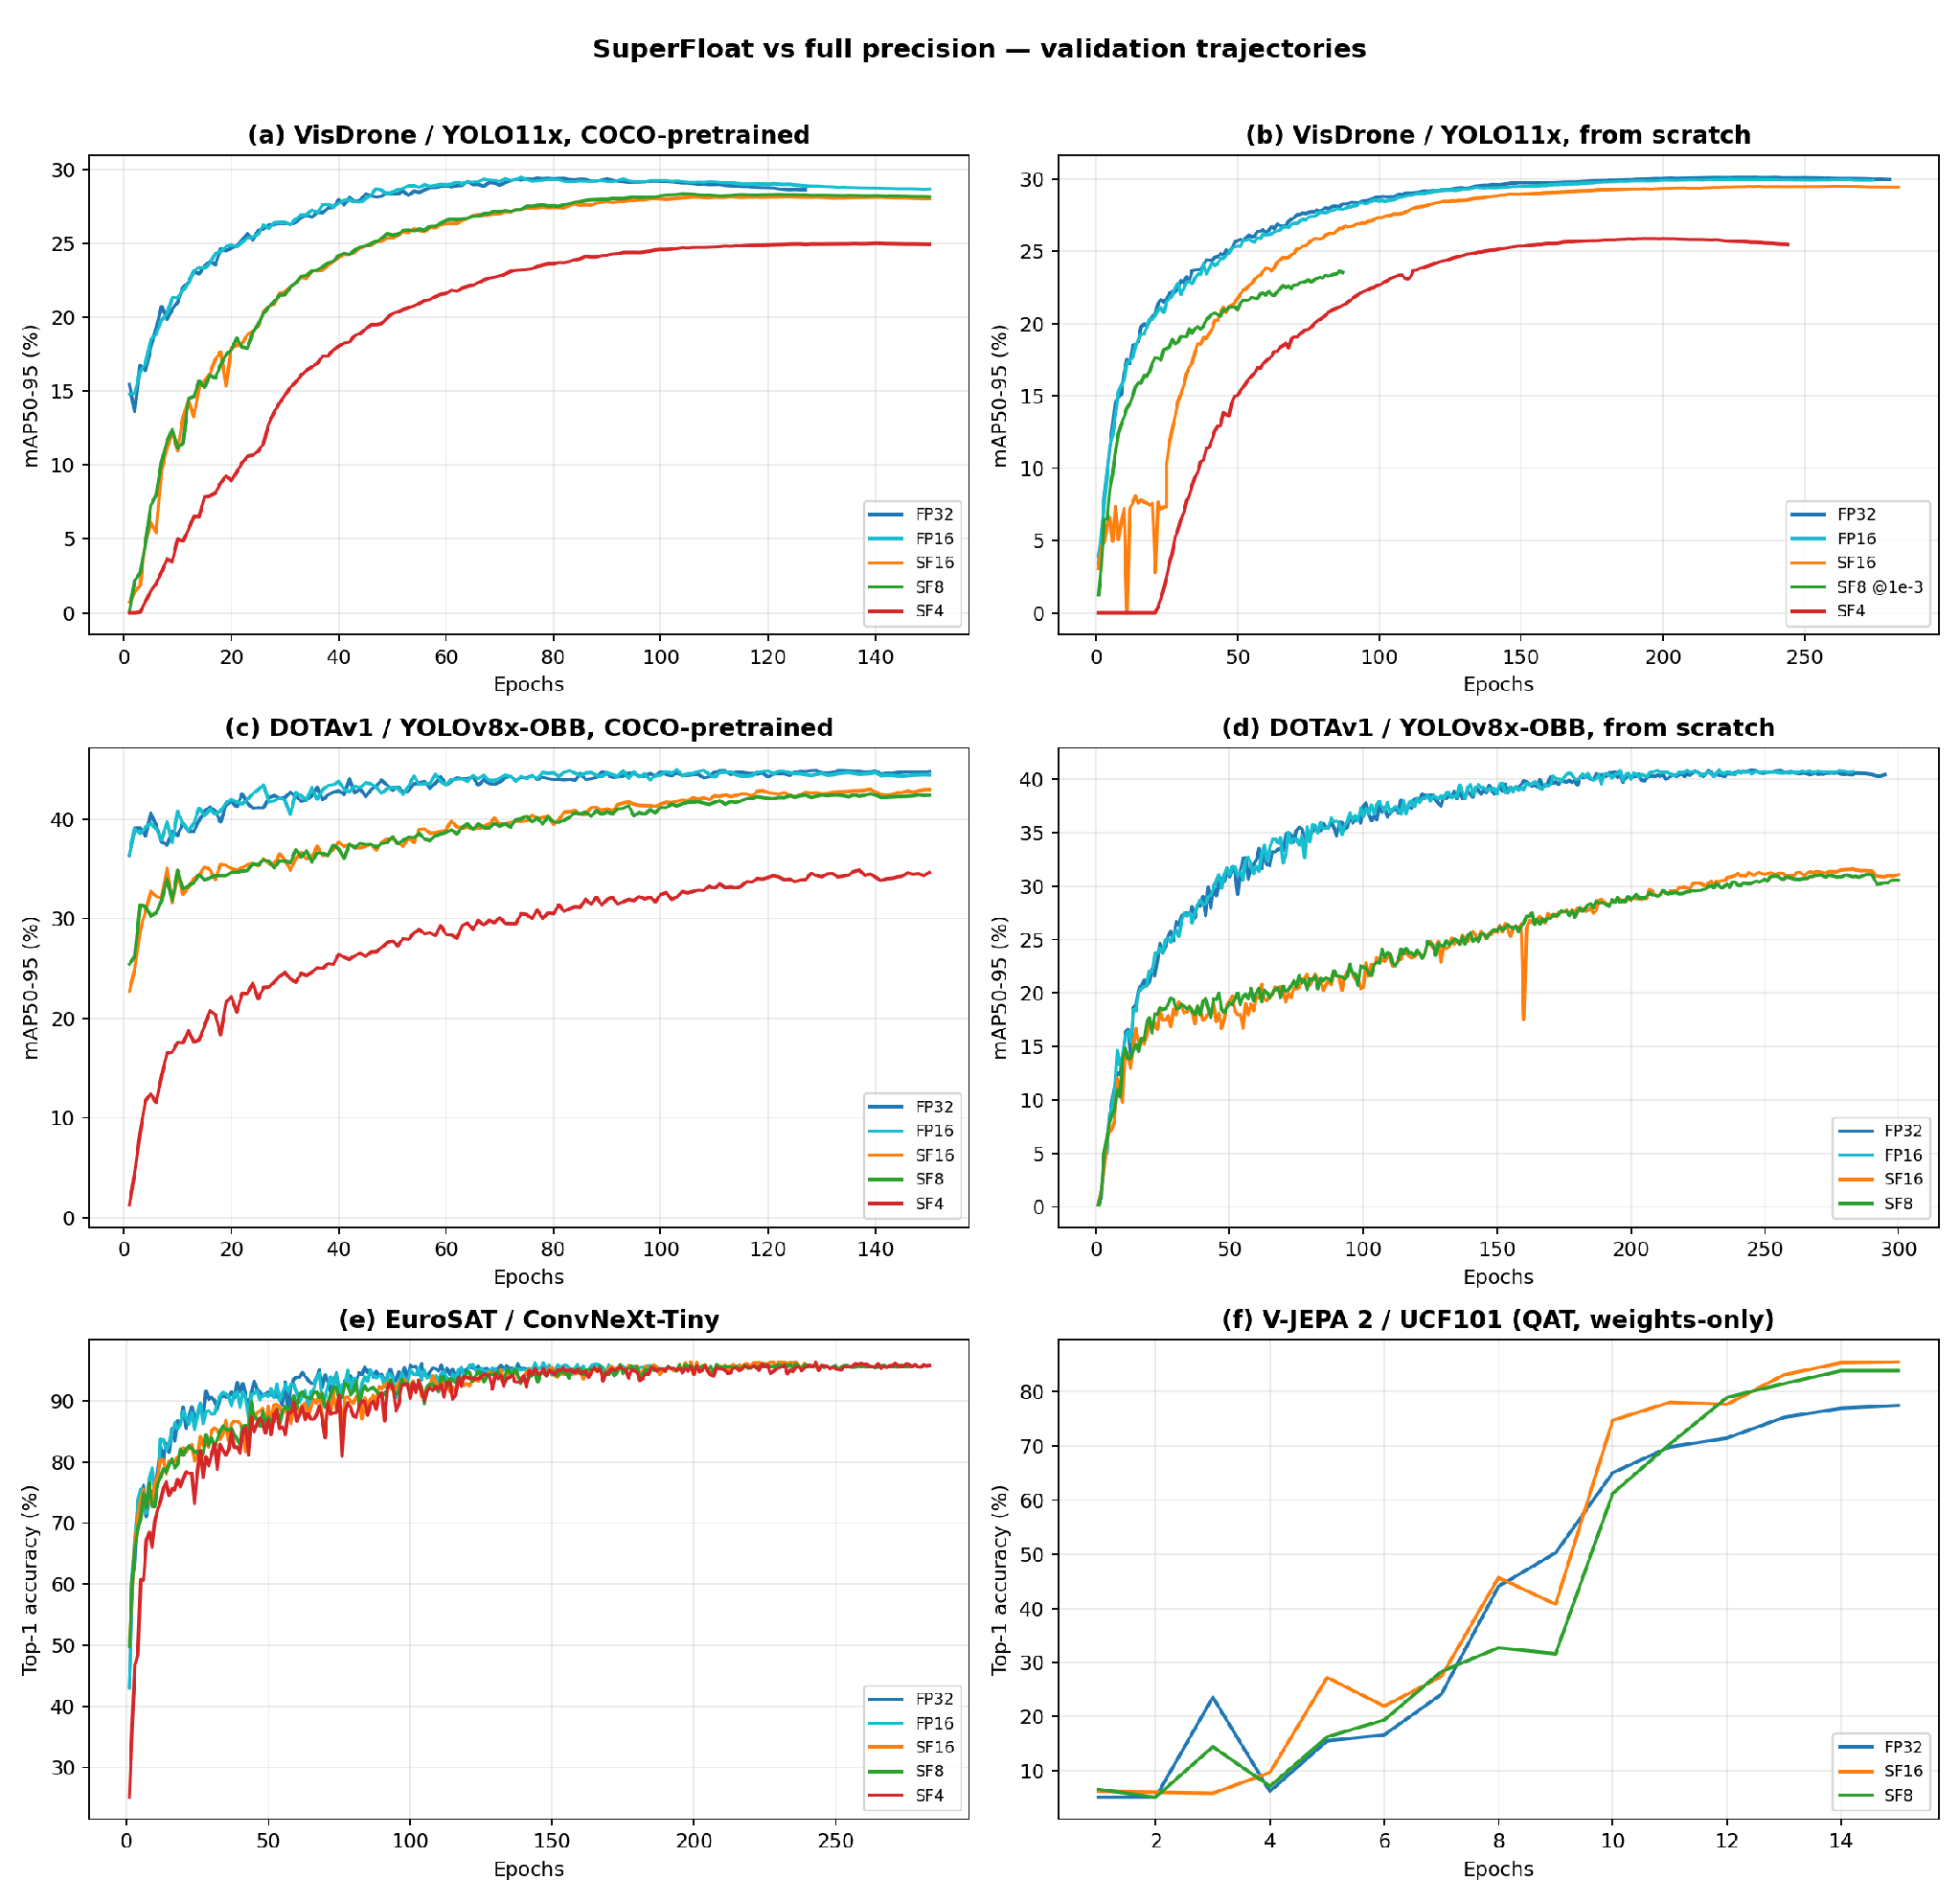 SuperFloat vs full precision — validation trajectories
(a) VisDrone / YOLO11x, COCO-pretrained
30
25
20
15
10
5
0
mAP50-95 (%)
FP32
FP16
SF16
SF8
SF4
0 20 40 60 80 100 120 140
Epochs
(b) VisDrone / YOLO11x, from scratch
30
25
20
15
10
5
0
mAP50-95 (%)
FP32
FP16
SF16
SF8 @1e-3
SF4
0 50 100 150 200 250
Epochs
(c) DOTAv1 / YOLOv8x-OBB, COCO-pretrained
40
30
20
10
0
mAP50-95 (%)
FP32
FP16
SF16
SF8
SF4
0 20 40 60 80 100 120 140
Epochs
(d) DOTAv1 / YOLOv8x-OBB, from scratch
40
35
30
25
20
15
10
5
0
mAP50-95 (%)
FP32
FP16
SF16
SF8
0 50 100 150 200 250 300
Epochs
(e) EuroSAT / ConvNeXt-Tiny
90
80
70
60
50
40
30
Top-1 accuracy (%)
FP32
FP16
SF16
SF8
SF4
0 50 100 150 200 250
Epochs
(f) V-JEPA 2 / UCF101 (QAT, weights-only)
80
70
60
50
40
30
20
10
Top-1 accuracy (%)
FP32
SF16
SF8
2 4 6 8 10 12 14
Epochs